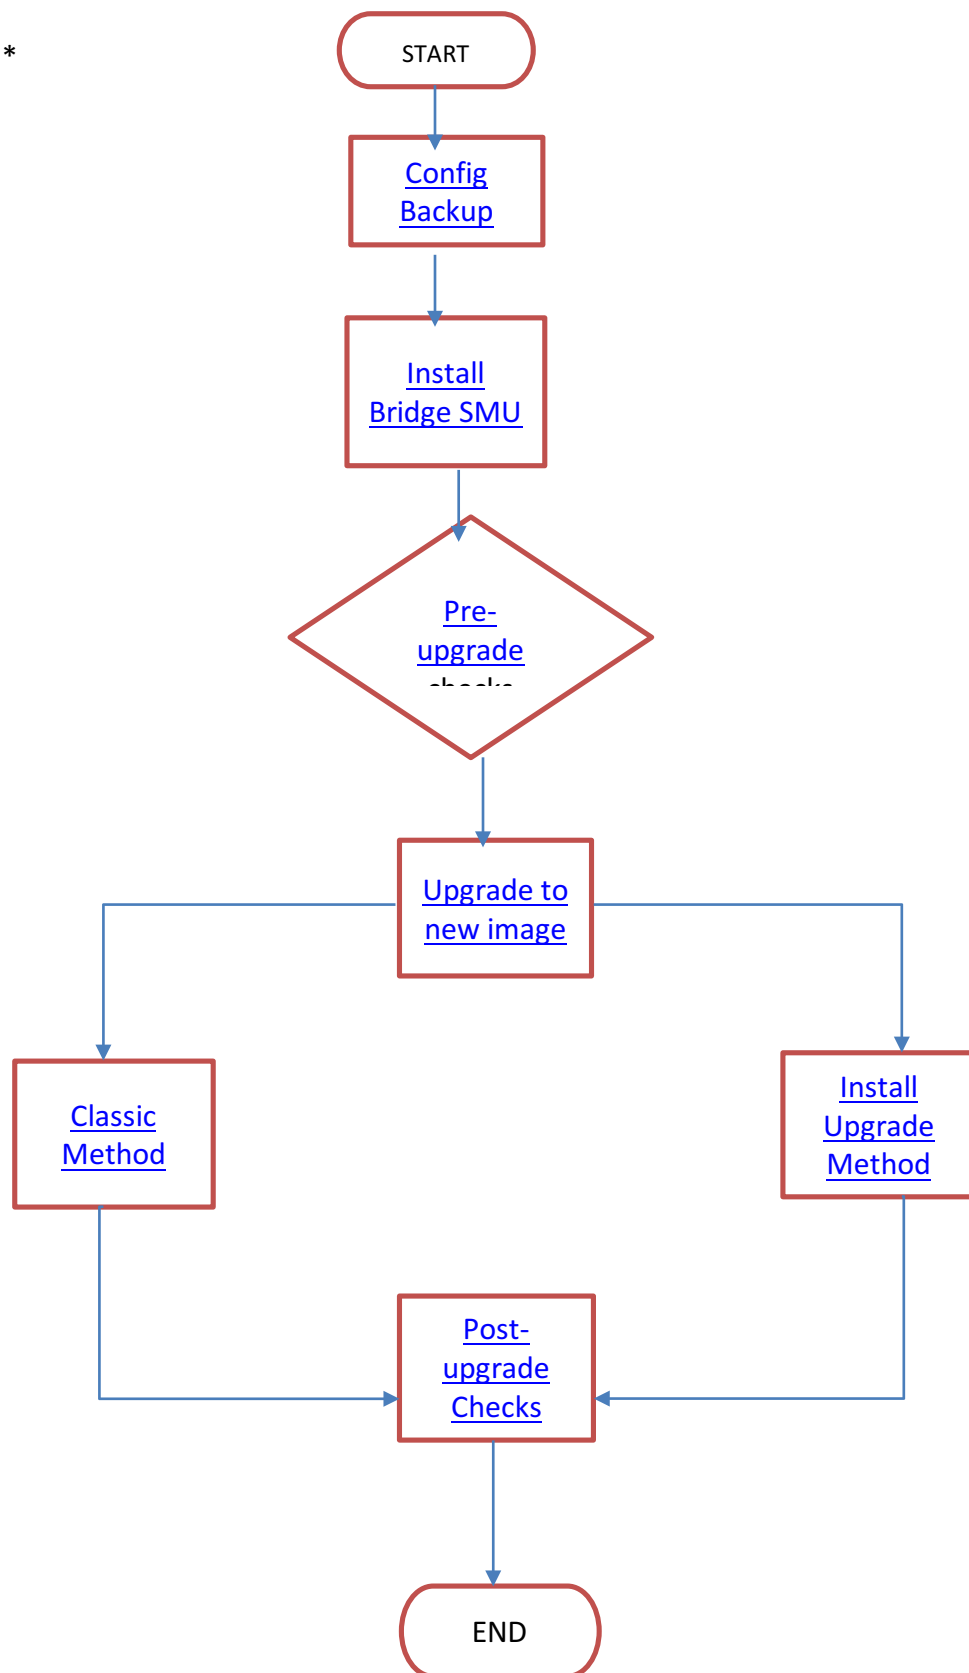 *
START
Config
Backup
Install
Bridge SMU
Pre-
upgrade
checks
Upgrade to
new image
Classic
Method
Install
Upgrade
Method
Post-
upgrade
Checks
END